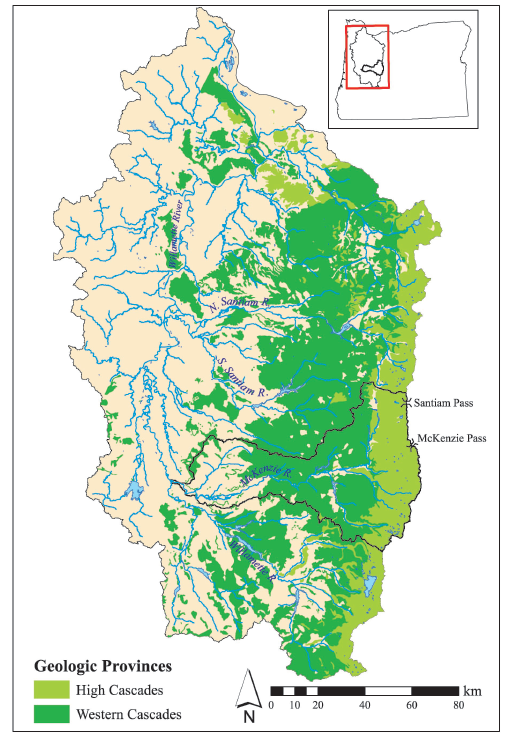 Willamette River
N. Santiam R.
S. Santiam R.
Santiam Pass
McKenzie Pass
McKenzie R.
Willamette R.
Geologic Provinces
High Cascades
Western Cascades
N
km
0 10 20 40 60 80